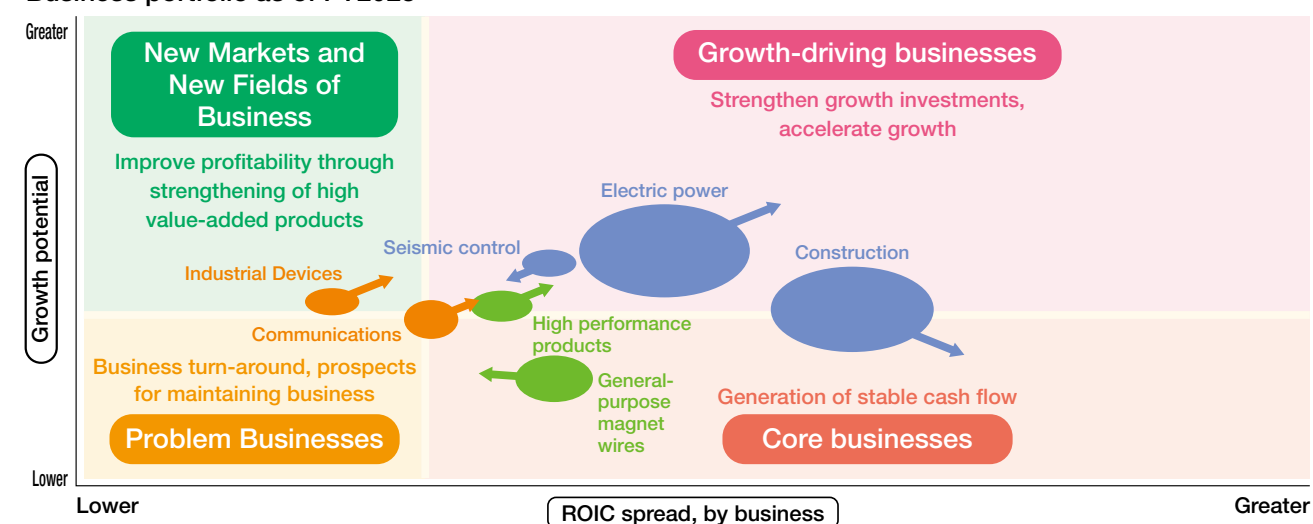 Greater
New Markets and
New Fields of
Business
Improve profitability through
strengthening of high
value-added products
Growth-driving businesses
Strengthen growth investments,
accelerate growth
Growth potential
Electric power
Seismic control
Construction
Industrial Devices
Communications
High performance
products
Business turn-around, prospects
for maintaining business
Problem Businesses
General-
purpose
magnet
wires
Generation of stable cash flow
Core businesses
Lower
Lower
ROIC spread, by business
Greater